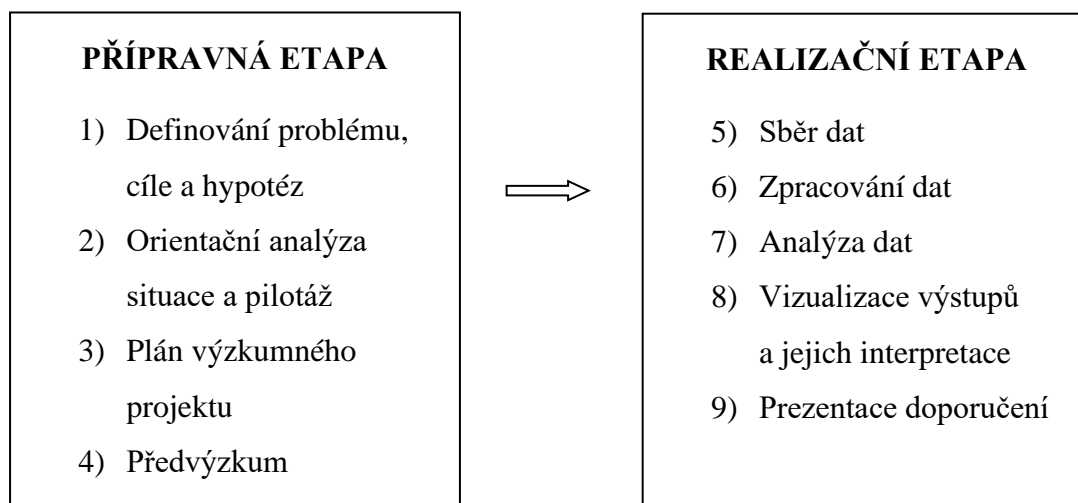 PŘÍPRAVNÁ ETAPA
1) Definování problému,
cíle a hypotéz
2) Orientační analýza
situace a pilotáž
3) Plán výzkumného
projektu
4) Předvýzkum
REALIZAČNÍ ETAPA
5) Sběr dat
6) Zpracování dat
7) Analýza dat
8) Vizualizace výstupů
a jejich interpretace
9) Prezentace doporučení